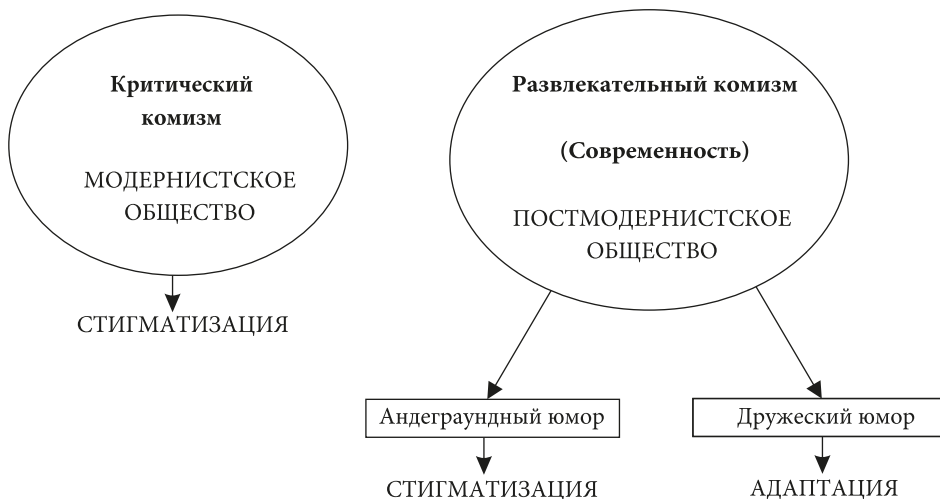 Критический
комизм
МОДЕРНИСТСКОЕ
ОБЩЕСТВО
СТИГМАТИЗАЦИЯ
Развлекательный комизм
(Современность)
ПОСТМОДЕРНИСТСКОЕ
ОБЩЕСТВО
Андеграундный юмор
Дружеский юмор
СТИГМАТИЗАЦИЯ
АДАПТАЦИЯ